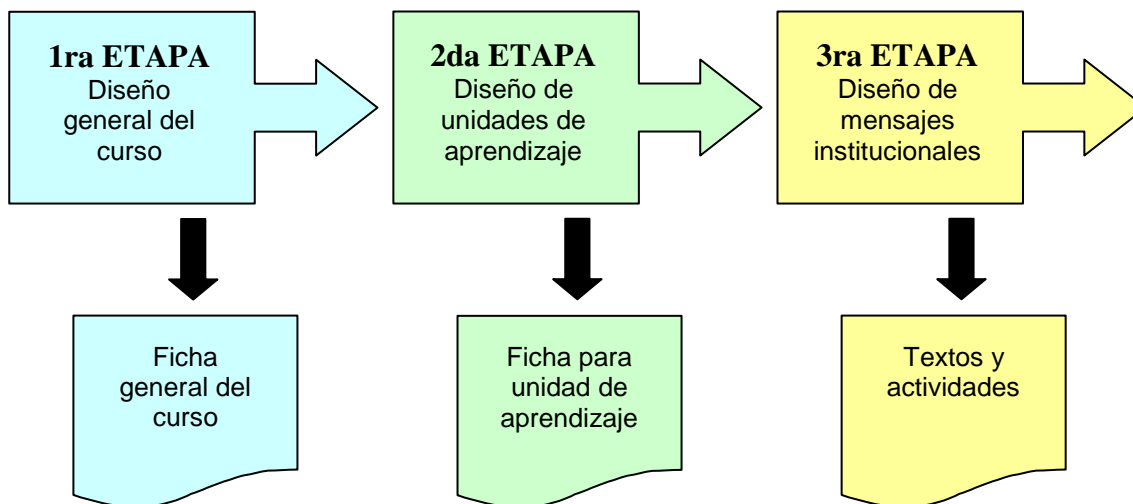 1ra ETAPA
Diseño
general del
curso
2da ETAPA
Diseño de
unidades de
aprendizaje
3ra ETAPA
Diseño de
mensajes
institucionales
Ficha
general del
curso
Ficha para
unidad de
aprendizaje
Textos y
actividades